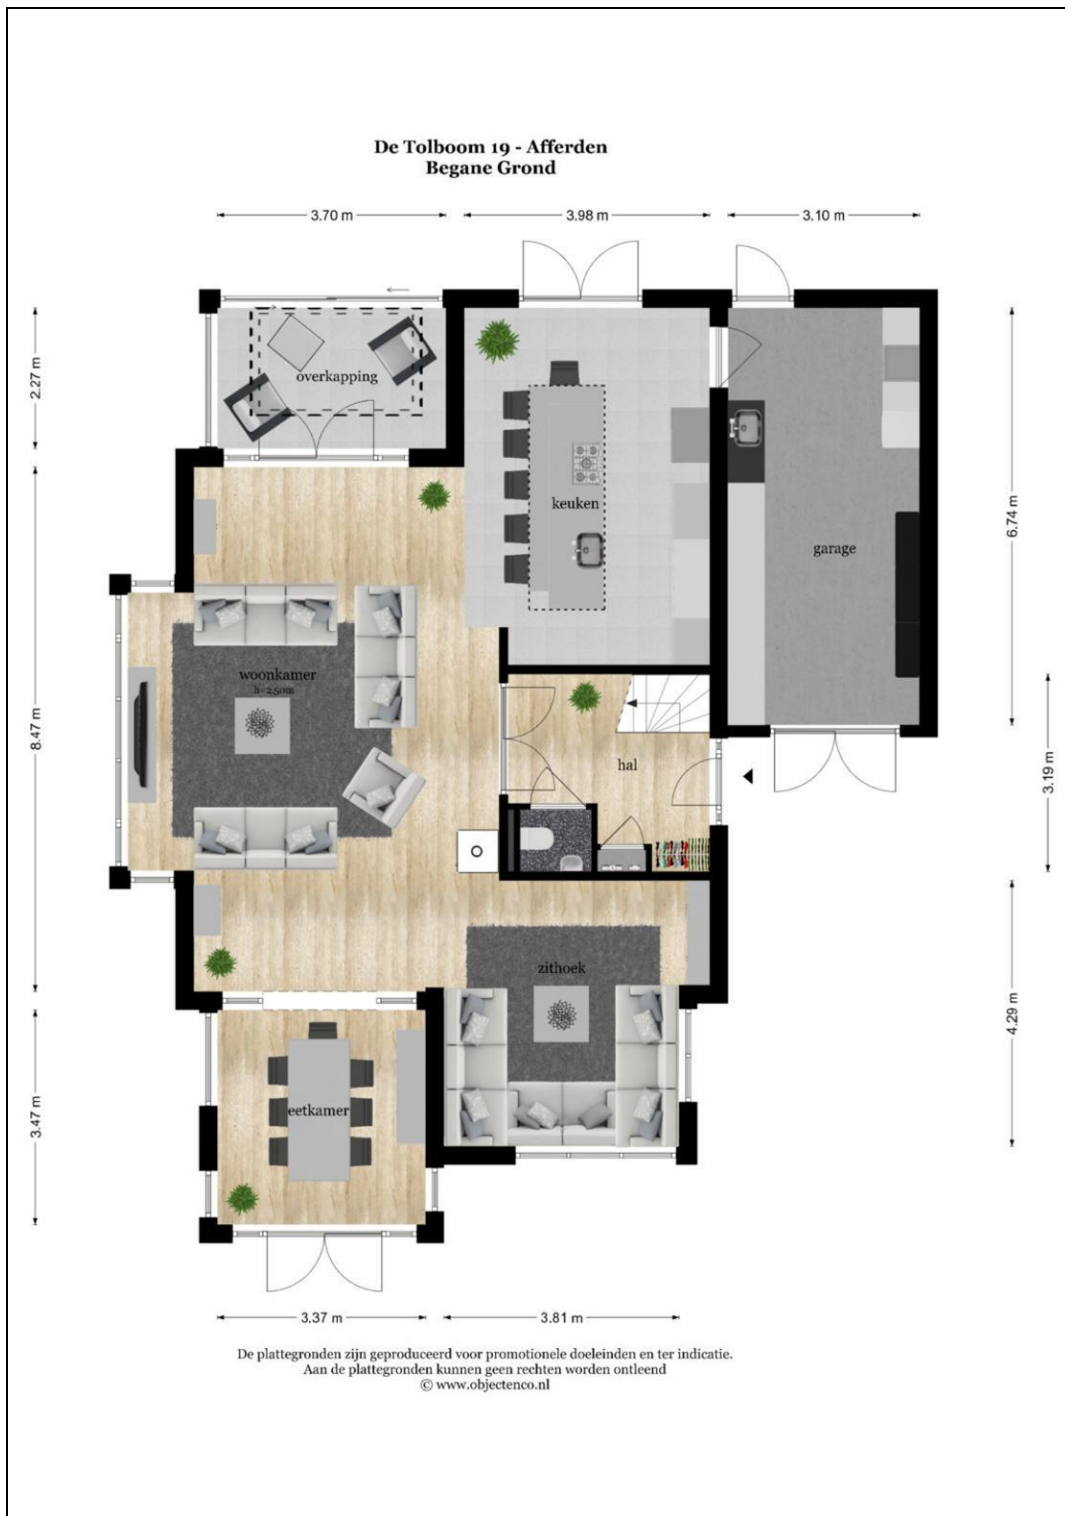 De Tolboom 19 - Afferden
Begane Grond
3.70 m
3.98 m
3.10 m
2.27 m
overkapping
keuken
6.74 m
garage
woonkamer
h=2.50m
8.47 m
hal
3.19 m
zithoek
4.29 m
eetkamer
3.47 m
3.37 m
3.81 m
De plattegronden zijn geproduceerd voor promotionele doeleinden en ter indicatie.
Aan de plattegronden kunnen geen rechten worden ontleend
© www.objectenco.nl